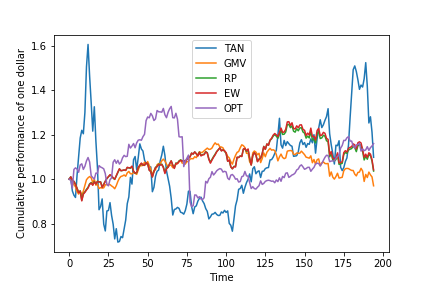 1.6
1.4
1.2
1.0
0.8
Cumulative performance of one dollar
TAN
GMV
RP
EW
OPT
0 25 50 75 100 125 150 175 200
Time